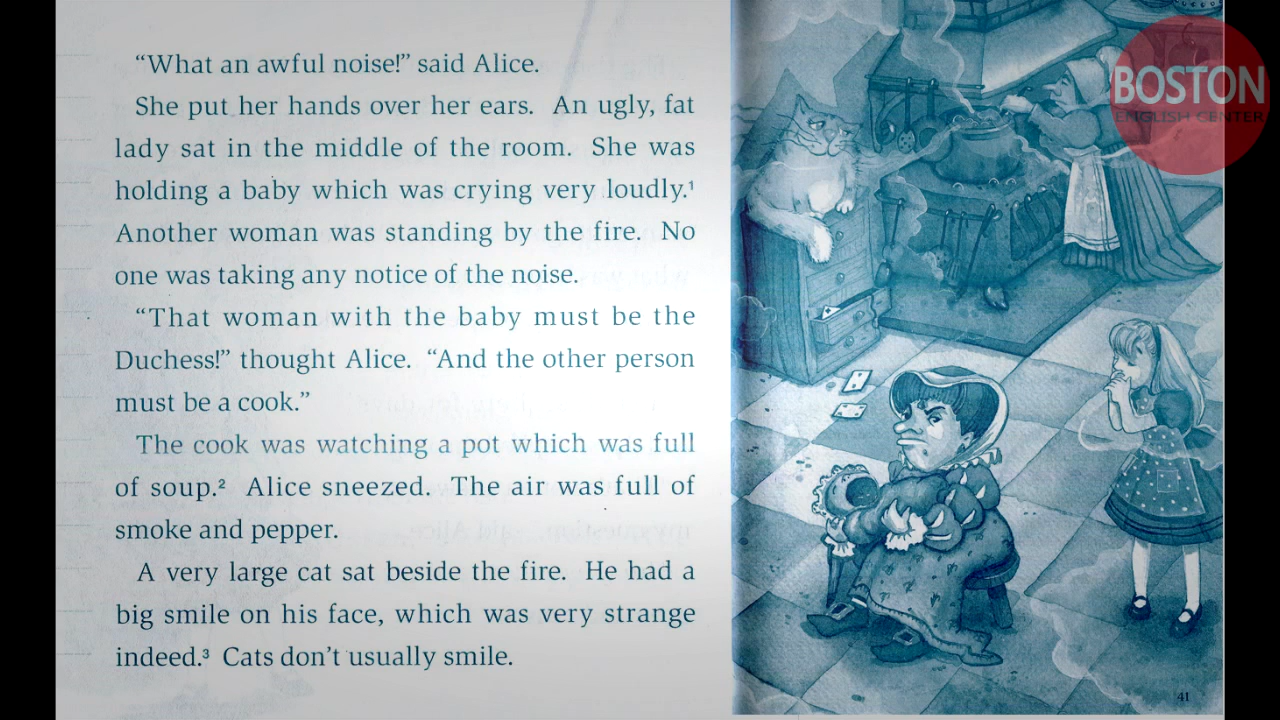 “What an awful noise!” said Alice.
She put her hands over her ears. An ugly, fat
lady sat in the middle of the room. She was
holding a baby which was crying very loudly.¹
Another woman was standing by the fire. No
one was taking any notice of the noise.
“That woman with the baby must be the
Duchess!” thought Alice. “And the other person
must be a cook.”
The cook was watching a pot which was full
of soup.² Alice sneezed. The air was full of
smoke and pepper.
A very large cat sat beside the fire. He had a
big smile on his face, which was very strange
indeed.³ Cats don’t usually smile.
BOSTON
ENGLISH CENTER
41